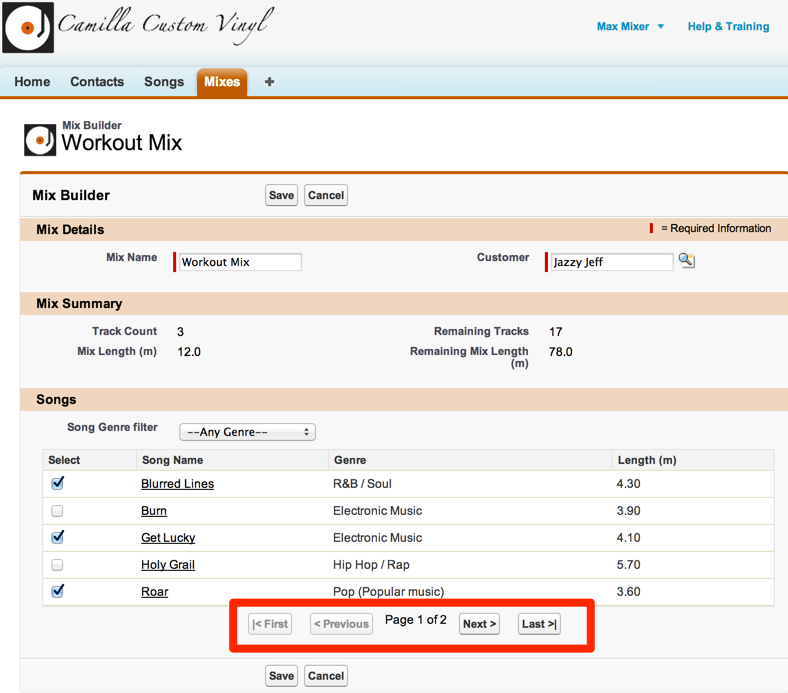 Camilla Custom Vinyl
Max Mixer Help & Training
Home Contacts Songs Mixes +
Mix Builder
Workout Mix
Mix Builder Save Cancel
Mix Details = Required Information
Mix Name Workout Mix Customer Jazzy Jeff
Mix Summary
Track Count 3 Remaining Tracks 17
Mix Length (m) 12.0 Remaining Mix Length 78.0
(m)
Songs
Song Genre filter --Any Genre--
Select Song Name Genre Length (m)
Blurred Lines R&B / Soul 4.30
Burn Electronic Music 3.90
Get Lucky Electronic Music 4.10
Holy Grail Hip Hop / Rap 5.70
Roar Pop (Popular music) 3.60
|< First < Previous Page 1 of 2 Next > Last >|
Save Cancel